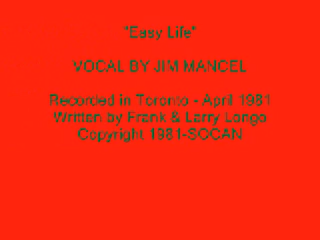 "Easy Life"
VOCAL BY JIM MANCEL
Recorded in Toronto - April 1981
Written by Frank & Larry Longo
Copyright 1981-SOCAN